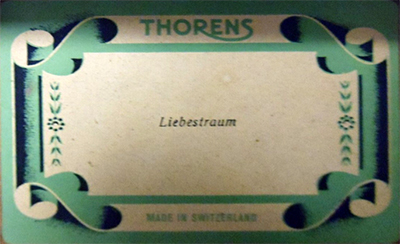 THORENS
Liebestraum
MADE IN SWITZERLAND